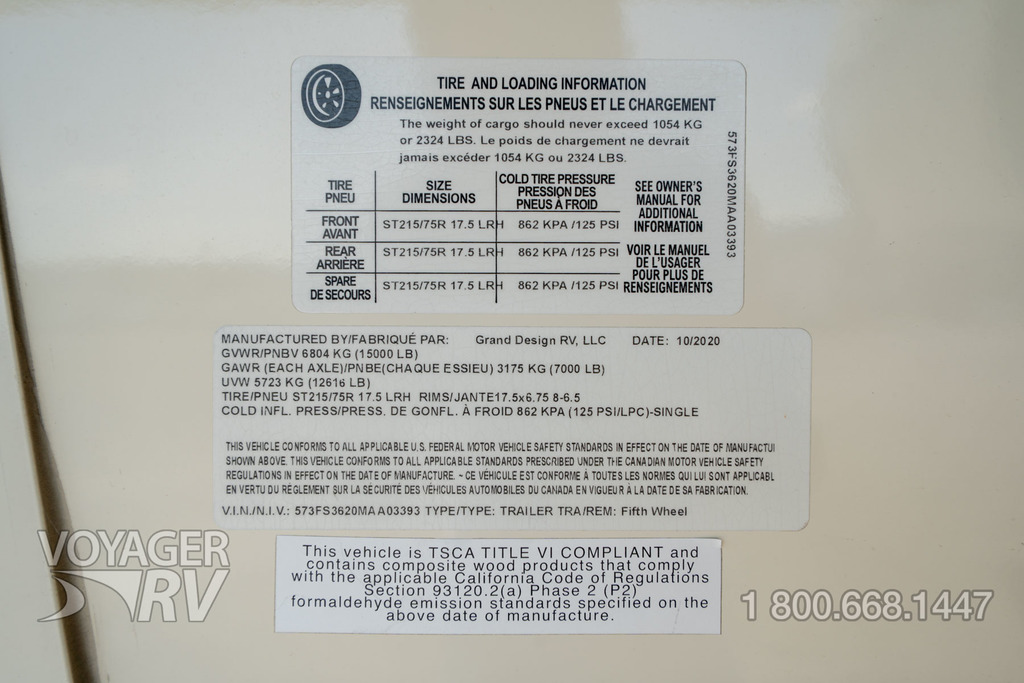 TIRE AND LOADING INFORMATION
RENSEIGNEMENTS SUR LES PNEUS ET LE CHARGEMENT
The weight of cargo should never exceed 1054 KG
or 2324 LBS. Le poids de chargement ne devrait
jamais excéder 1054 KG ou 2324 LBS.
TIRE PNEU SIZE DIMENSIONS COLD TIRE PRESSURE PRESSION DES PNEUS À FROID
FRONT AVANT ST215/75R 17.5 LRH 862 KPA /125 PSI
REAR ARRIÈRE ST215/75R 17.5 LRH 862 KPA /125 PSI
SPARE DE SECOURS ST215/75R 17.5 LRH 862 KPA /125 PSI
SEE OWNER'S
MANUAL FOR
ADDITIONAL
INFORMATION
VOIR LE MANUEL
DE L'USAGER
POUR PLUS DE
RENSEIGNEMENTS
573FS3620MAA03393
MANUFACTURED BY/FABRIQUÉ PAR: Grand Design RV, LLC DATE: 10/2020
GVWR/PNBV 6804 KG (15000 LB)
GAWR (EACH AXLE)/PNBE(CHAQUE ESSIEU) 3175 KG (7000 LB)
UVW 5723 KG (12616 LB)
TIRE/PNEU ST215/75R 17.5 LRH RIMS/JANTE17.5x6.75 8-6.5
COLD INFL. PRESS/PRESS. DE GONFL. À FROID 862 KPA (125 PSI/LPC)-SINGLE
THIS VEHICLE CONFORMS TO ALL APPLICABLE U.S. FEDERAL MOTOR VEHICLE SAFETY STANDARDS IN EFFECT ON THE DATE OF MANUFACTU
SHOWN ABOVE. THIS VEHICLE CONFORMS TO ALL APPLICABLE STANDARDS PRESCRIBED UNDER THE CANADIAN MOTOR VEHICLE SAFETY
REGULATIONS IN EFFECT ON THE DATE OF MANUFACTURE. - CE VÉHICULE EST CONFORME À TOUTES LES NORMES QUI LUI SONT APPLICABL
EN VERTU DU RÈGLEMENT SUR LA SÉCURITÉ DES VÉHICULES AUTOMOBILES DU CANADA EN VIGUEUR À LA DATE DE SA FABRICATION.
V.I.N./N.I.V.: 573FS3620MAA03393 TYPE/TYPE: TRAILER TRA/REM: Fifth Wheel
This vehicle is TSCA TITLE VI COMPLIANT and
contains composite wood products that comply
with the applicable California Code of Regulations
Section 93120.2(a) Phase 2 (P2)
formaldehyde emission standards specified on the
above date of manufacture.
VOYAGER
RV
1 800.668.1447